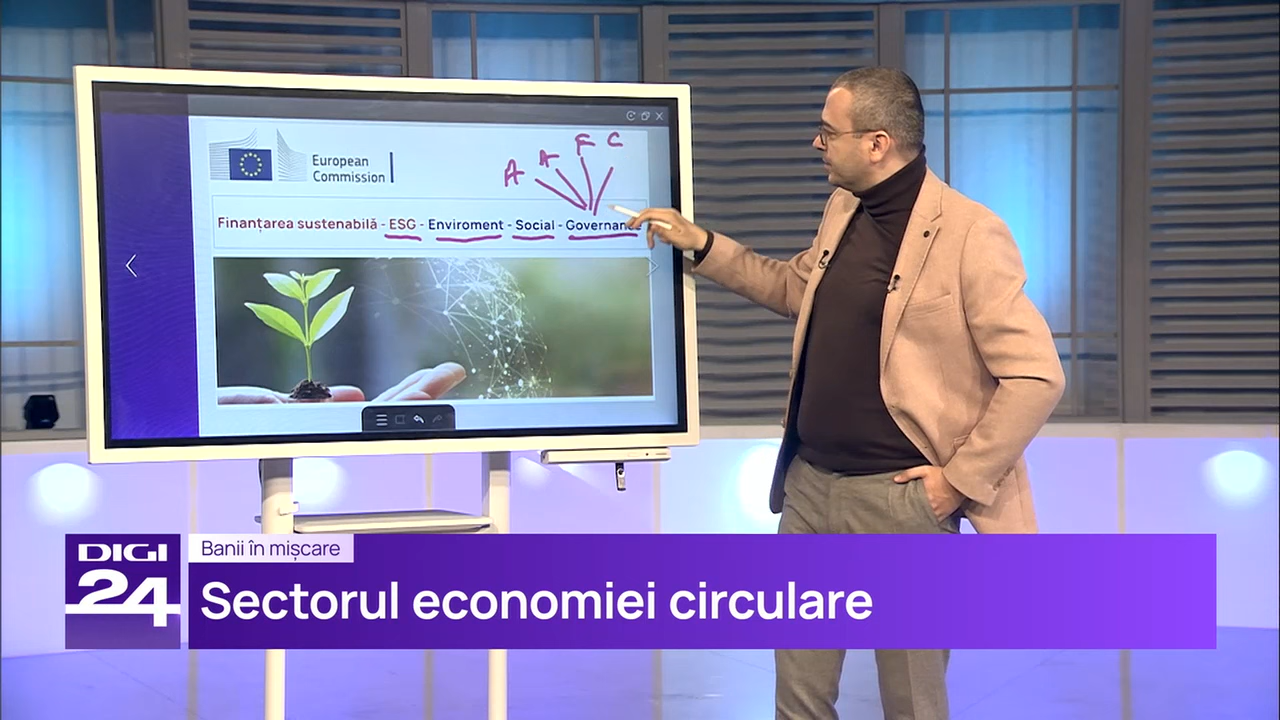 European
Commission
A A F C
Finanțarea sustenabilă - ESG - Enviroment - Social - Governance
DIGI
24
Banii în mișcare
Sectorul economiei circulare